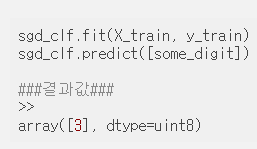 sgd_clf.fit(X_train, y_train)
sgd_clf.predict([some_digit])
###결과값###
>>
array([3], dtype=uint8)